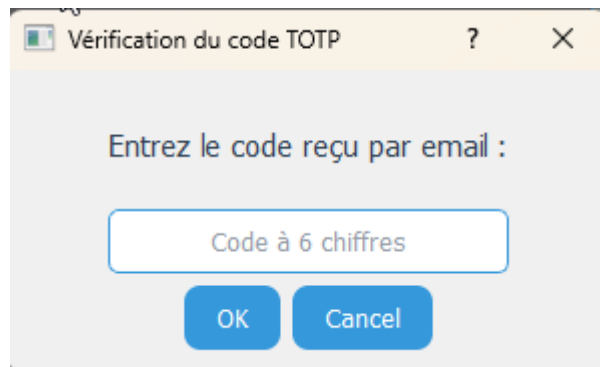 Vérification du code TOTP ?
Entrez le code reçu par email :
Code à 6 chiffres
OK Cancel